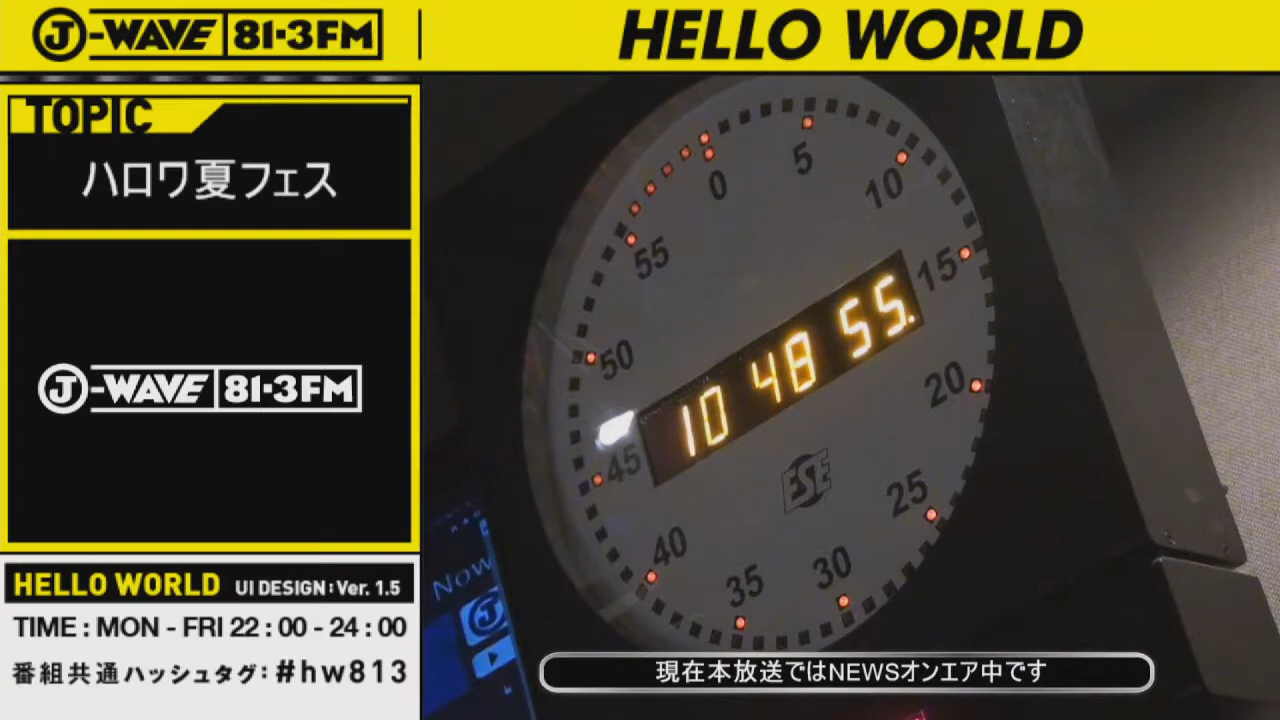 J-WAVE 81.3FM
HELLO WORLD
TOPIC
ハロワ夏フェス
J-WAVE 81.3FM
HELLO WORLD UI DESIGN:Ver. 1.5
TIME : MON - FRI 22 : 00 - 24 : 00
番組共通ハッシュタグ: #hw813
0
5
10
15
20
25
30
35
40
45
50
55
10 48 55.
ESE
Now
J
現在本放送ではNEWSオンエア中です